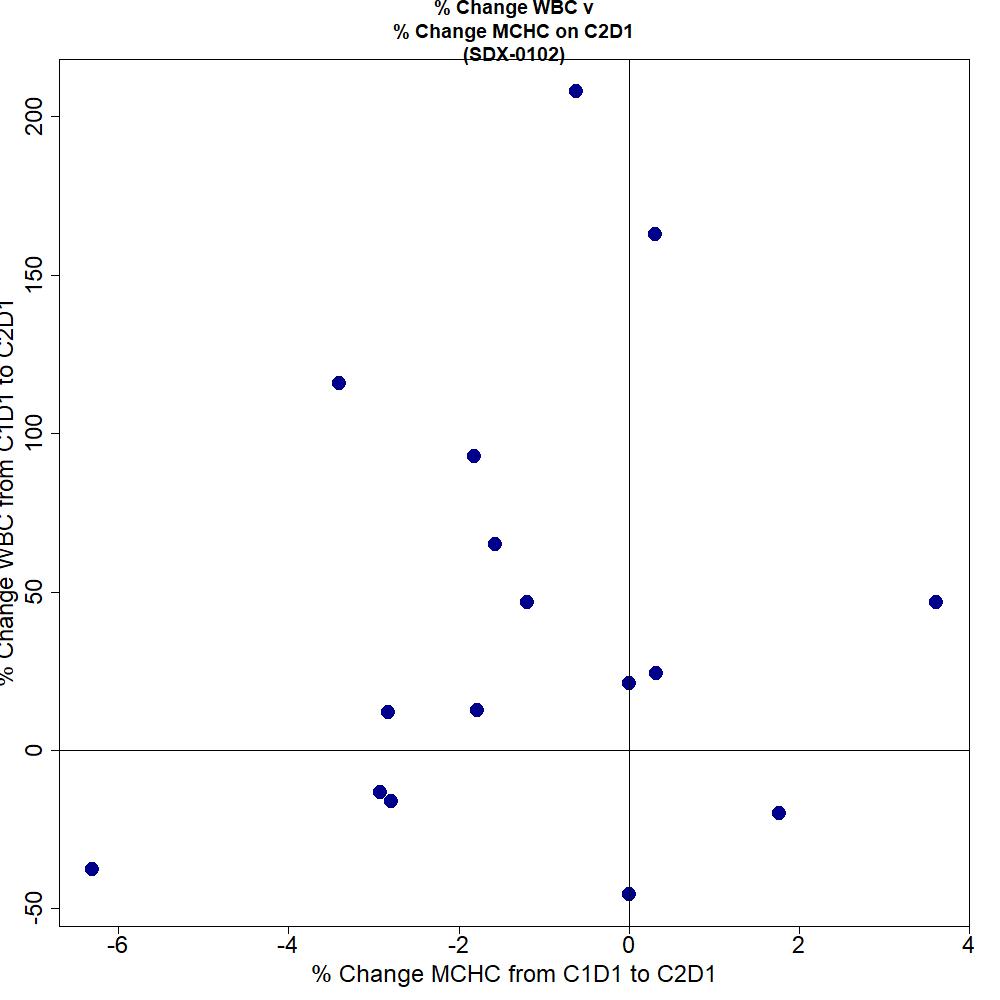 % Change WBC v
% Change MCHC on C2D1
(SDX-0102)
% Change WBC from C1D1 to C2D1
200
150
100
50
0
-50
-6
-4
-2
0
2
4
% Change MCHC from C1D1 to C2D1